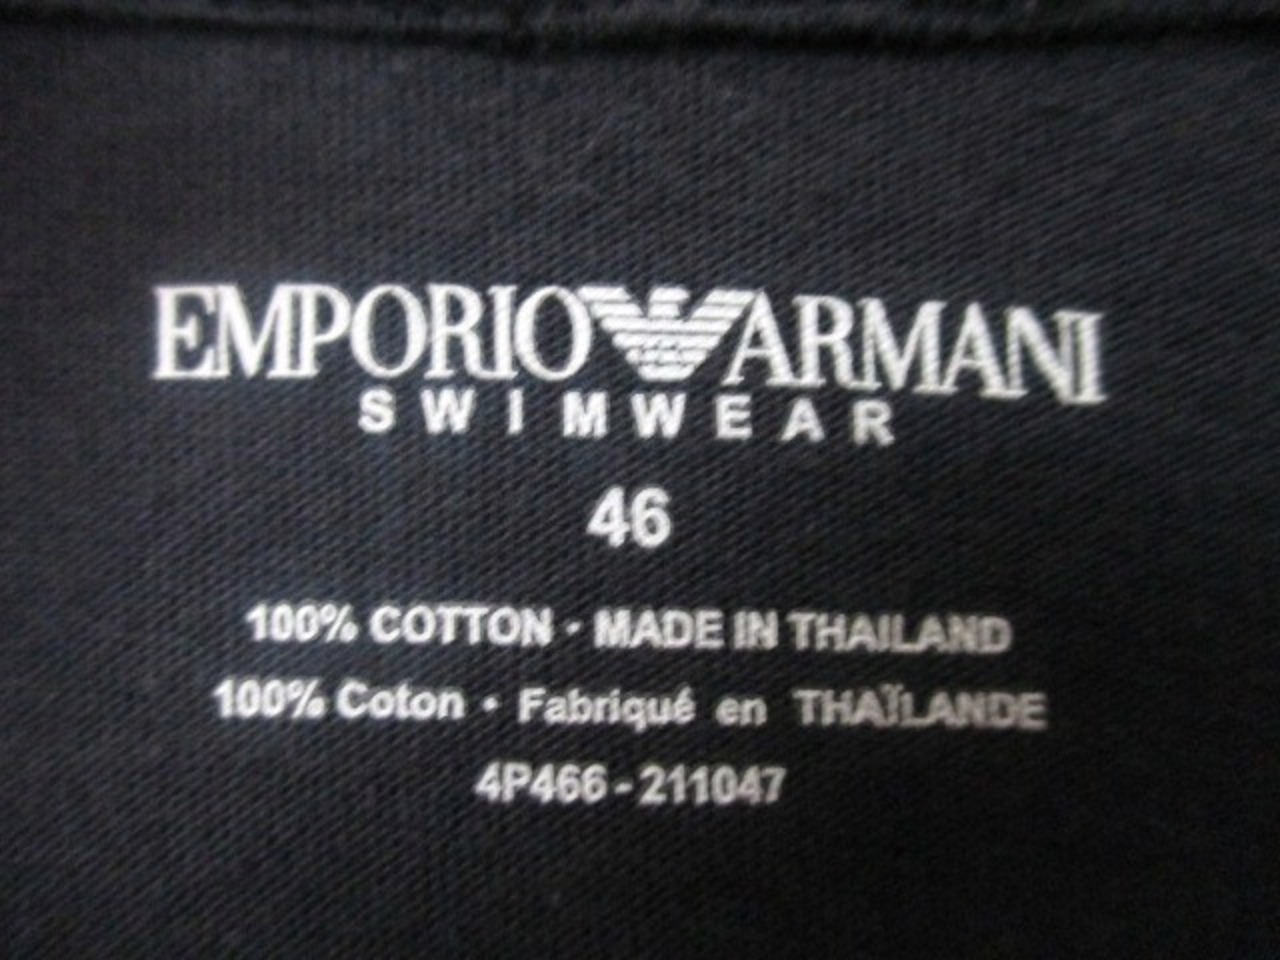 EMPORIO ARMANI
SWIMWEAR
46
100% COTTON · MADE IN THAILAND
100% Coton · Fabriqué en THAÏLANDE
4P466-211047